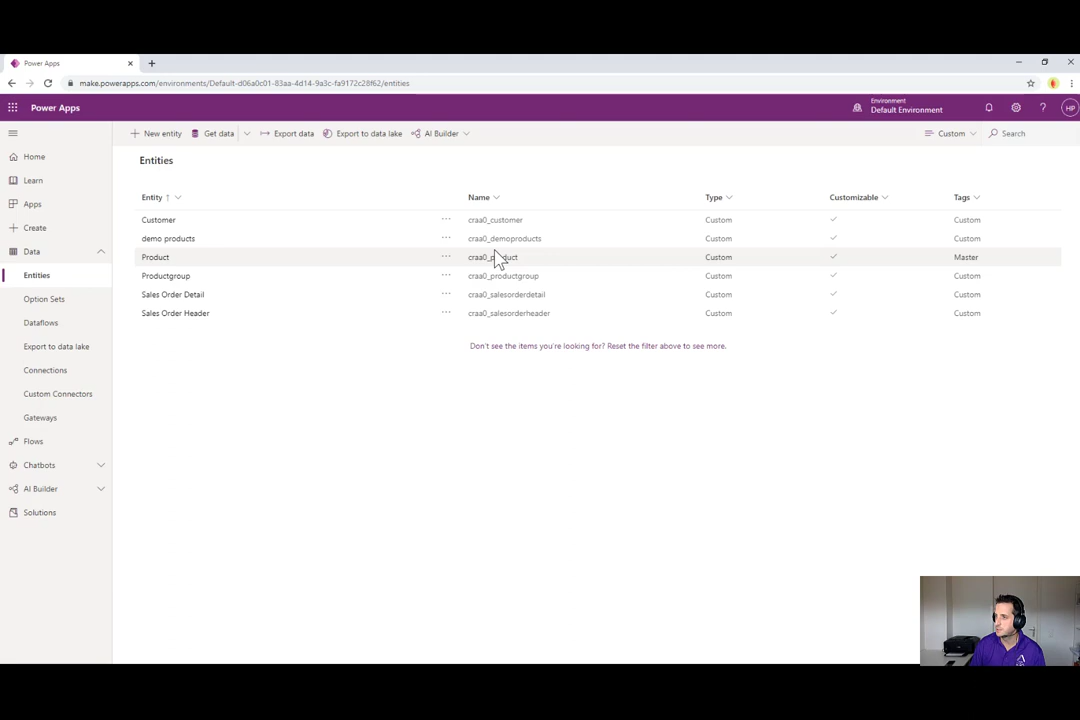 Power Apps
make.powerapps.com/environments/Default-d06a0c01-83aa-4d14-9a3c-fa9172c28f62/entities
Power Apps
Environment
Default Environment
HP
New entity Get data Export data Export to data lake AI Builder Custom Search
Home
Learn
Apps
Create
Data
Entities
Option Sets
Dataflows
Export to data lake
Connections
Custom Connectors
Gateways
Flows
Chatbots
AI Builder
Solutions
Entities
Entity Name Type Customizable Tags
Customer craa0_customer Custom Custom
demo products craa0_demoproducts Custom Custom
Product Custom Master
Productgroup craa0_productgroup Custom Custom
Sales Order Detail craa0_salesorderdetail Custom Custom
Sales Order Header craa0_salesorderheader Custom Custom
Don't see the items you're looking for? Reset the filter above to see more.